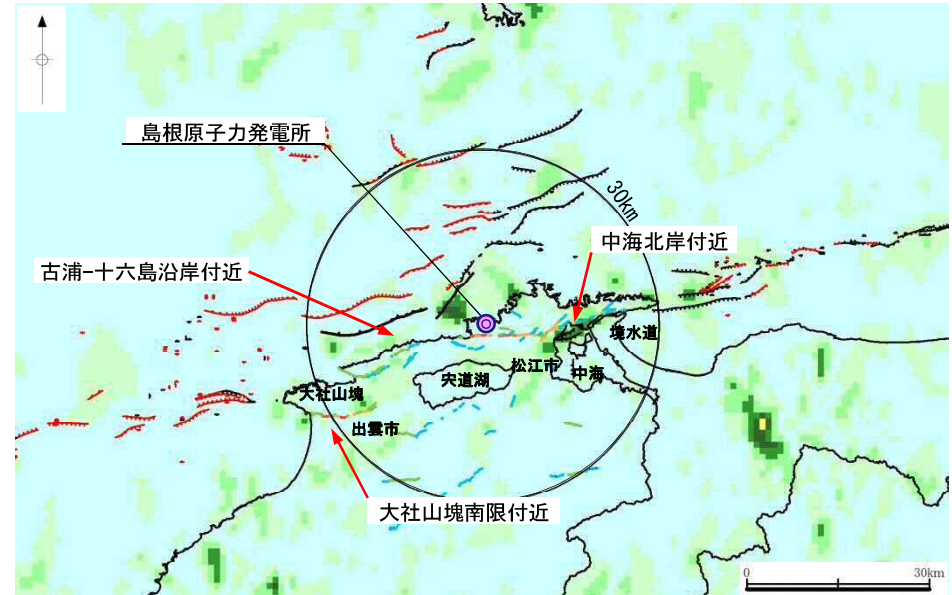 島根原子力発電所
30km
中海北岸付近
古浦-十六島沿岸付近
境水道
松江市
中海
宍道湖
大社山塊
出雲市
大社山塊南限付近
0
30km